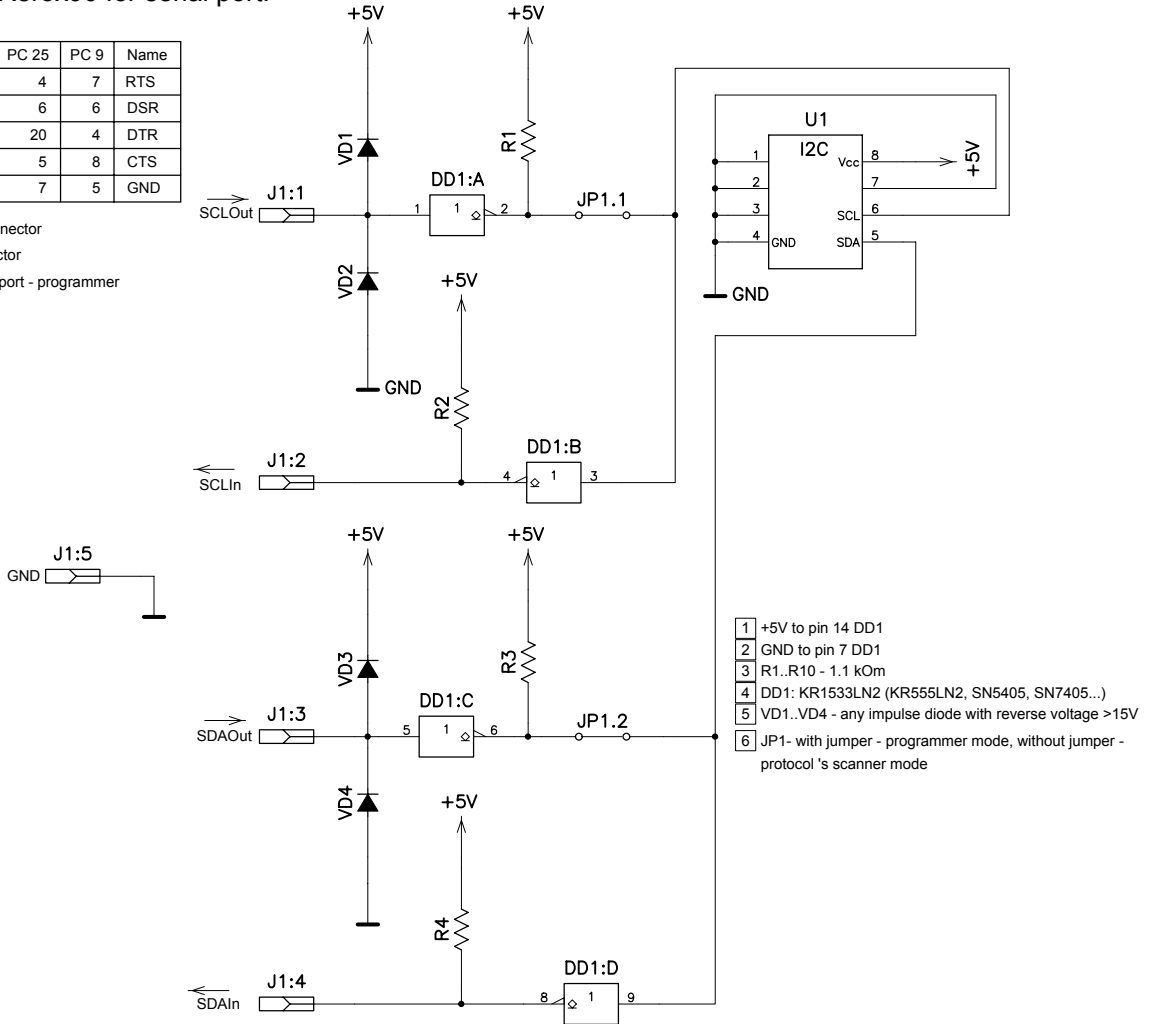 for serial port.
PC 25 PC 9 Name
4 7 RTS
6 6 DSR
20 4 DTR
5 8 CTS
7 5 GND
port - programmer
+5V
+5V
VD1
R1
J1:1
SCLOut
DD1:A
1
1
2
JP1.1
VD2
GND
+5V
R2
J1:2
SCLIn
DD1:B
4
1
3
U1
I2C
1
2
3
4
GND
Vcc
8
+5V
7
SCL
6
SDA
5
GND
J1:5
GND
+5V
+5V
VD3
R3
J1:3
SDAOut
DD1:C
5
1
6
JP1.2
VD4
+5V
R4
J1:4
SDAIn
DD1:D
8
1
9
1 +5V to pin 14 DD1
2 GND to pin 7 DD1
3 R1..R10 - 1.1 kOm
4 DD1: KR1533LN2 (KR555LN2, SN5405, SN7405...)
5 VD1..VD4 - any impulse diode with reverse voltage >15V
6 JP1- with jumper - programmer mode, without jumper -
protocol 's scanner mode